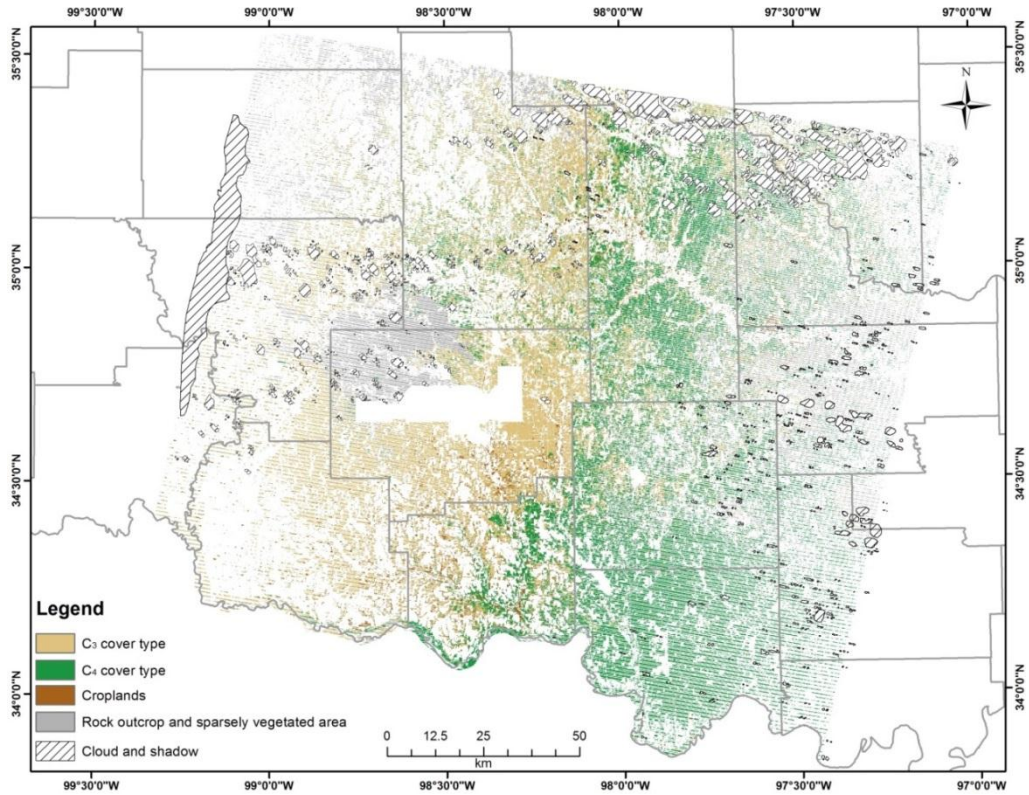 99°30'0"W 99°0'0"W 98°30'0"W 98°0'0"W 97°30'0"W 97°0'0"W
35°30'0"N 35°30'0"N
N
35°0'0"N 35°0'0"N
34°30'0"N 34°30'0"N
Legend
C₃ cover type
C₄ cover type
34°0'0"N 34°0'0"N
Croplands
Rock outcrop and sparsely vegetated area
Cloud and shadow
0 12.5 25 50
km
99°30'0"W 99°0'0"W 98°30'0"W 98°0'0"W 97°30'0"W 97°0'0"W